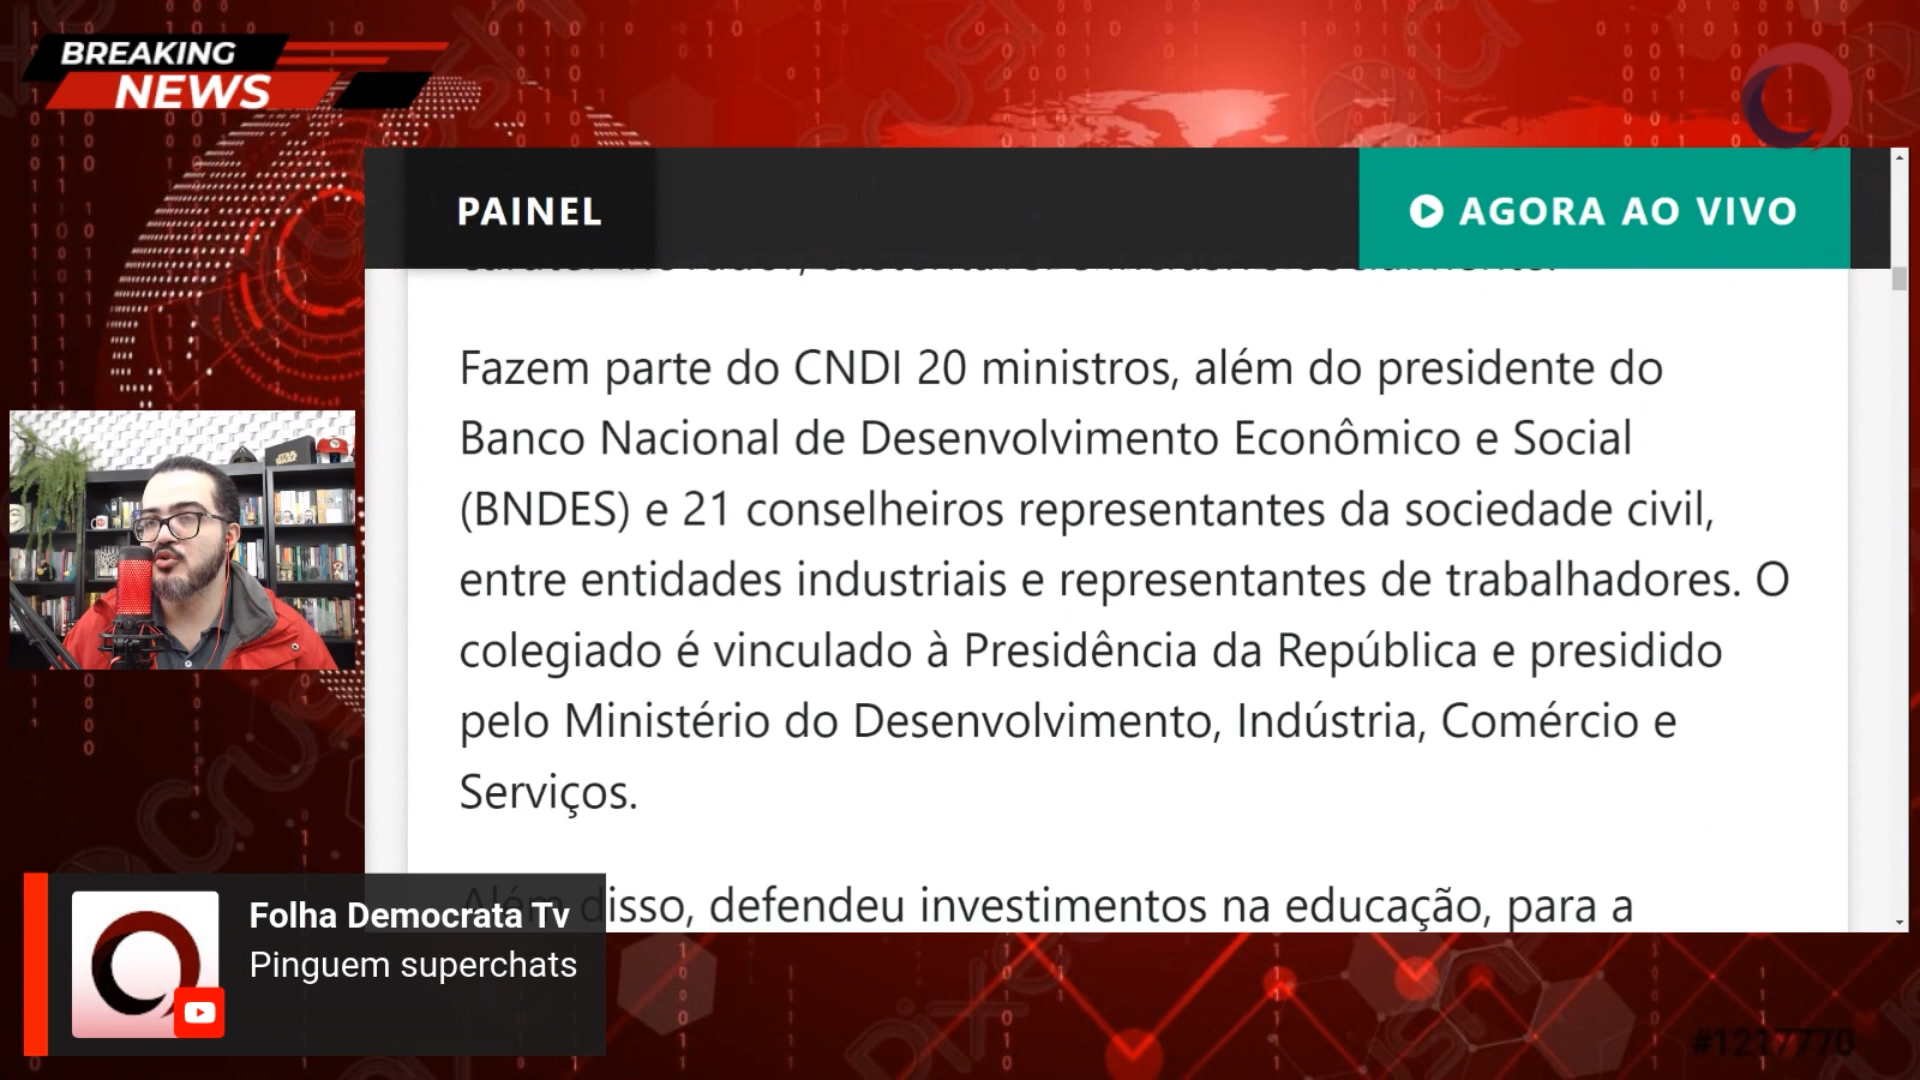 BREAKING
NEWS
PAINEL
AGORA AO VIVO
Fazem parte do CNDI 20 ministros, além do presidente do
Banco Nacional de Desenvolvimento Econômico e Social
(BNDES) e 21 conselheiros representantes da sociedade civil,
entre entidades industriais e representantes de trabalhadores. O
colegiado é vinculado à Presidência da República e presidido
pelo Ministério do Desenvolvimento, Indústria, Comércio e
Serviços.
Além disso, defendeu investimentos na educação, para a
Folha Democrata Tv
Pinguem superchats
#1217770